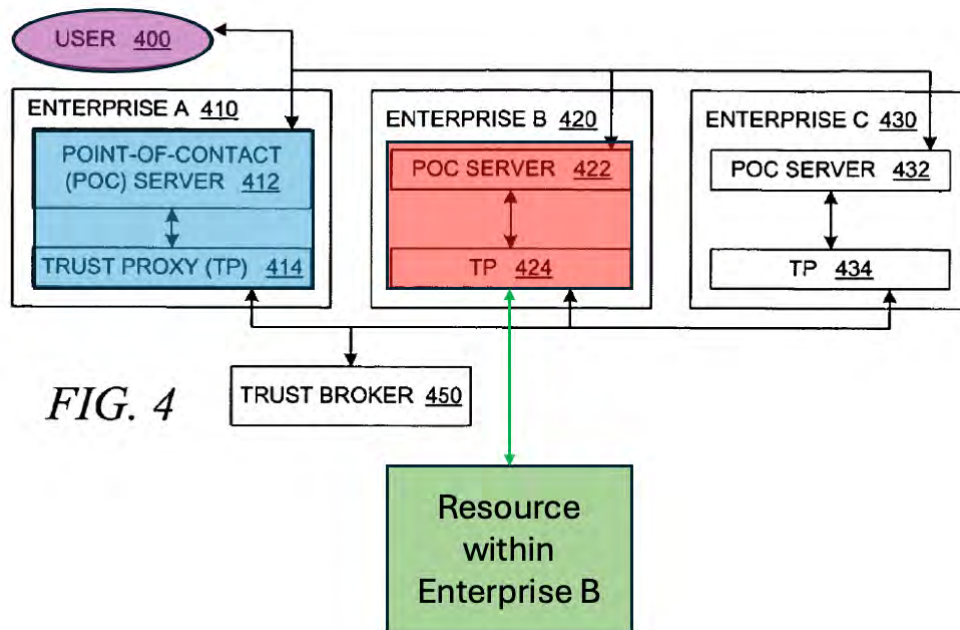 USER 400
ENTERPRISE A 410
POINT-OF-CONTACT
(POC) SERVER 412
TRUST PROXY (TP) 414
ENTERPRISE B 420
POC SERVER 422
TP 424
ENTERPRISE C 430
POC SERVER 432
TP 434
FIG. 4
TRUST BROKER 450
Resource
within
Enterprise B